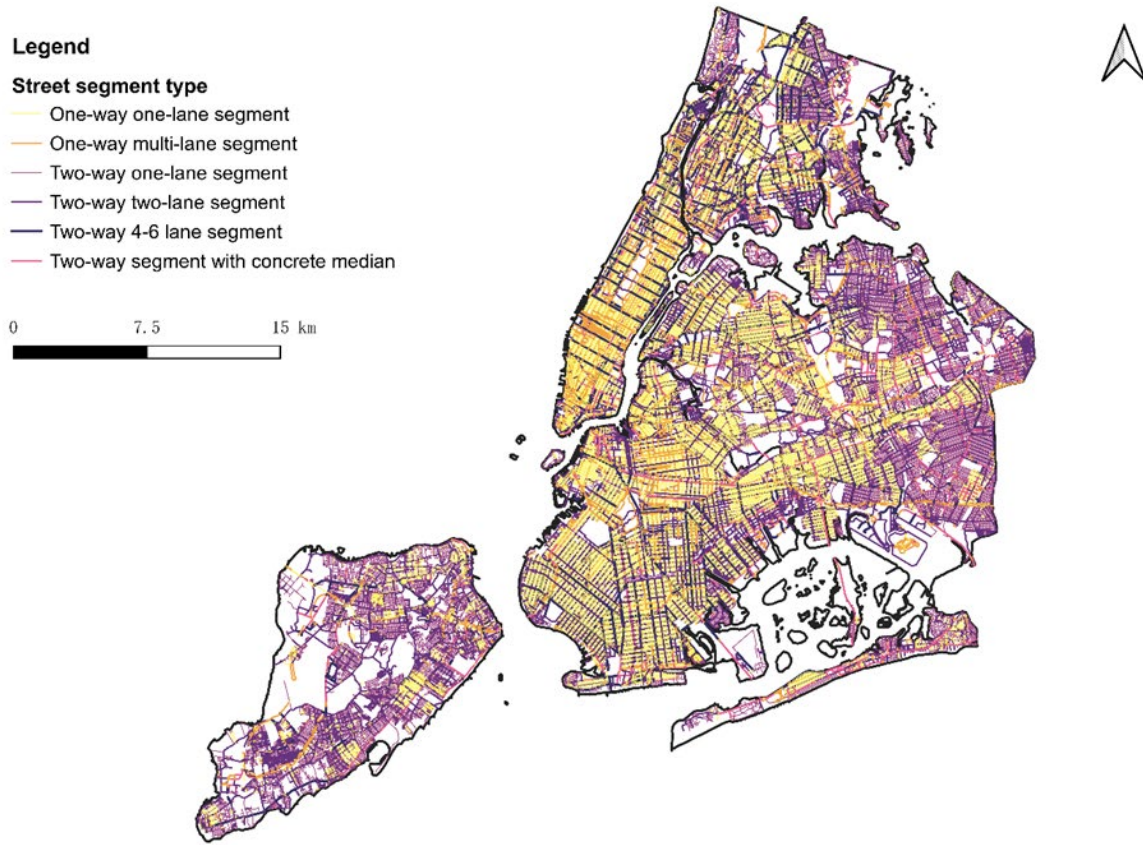 Legend
Street segment type
One-way one-lane segment
One-way multi-lane segment
Two-way one-lane segment
Two-way two-lane segment
Two-way 4-6 lane segment
Two-way segment with concrete median
0 7.5 15 km